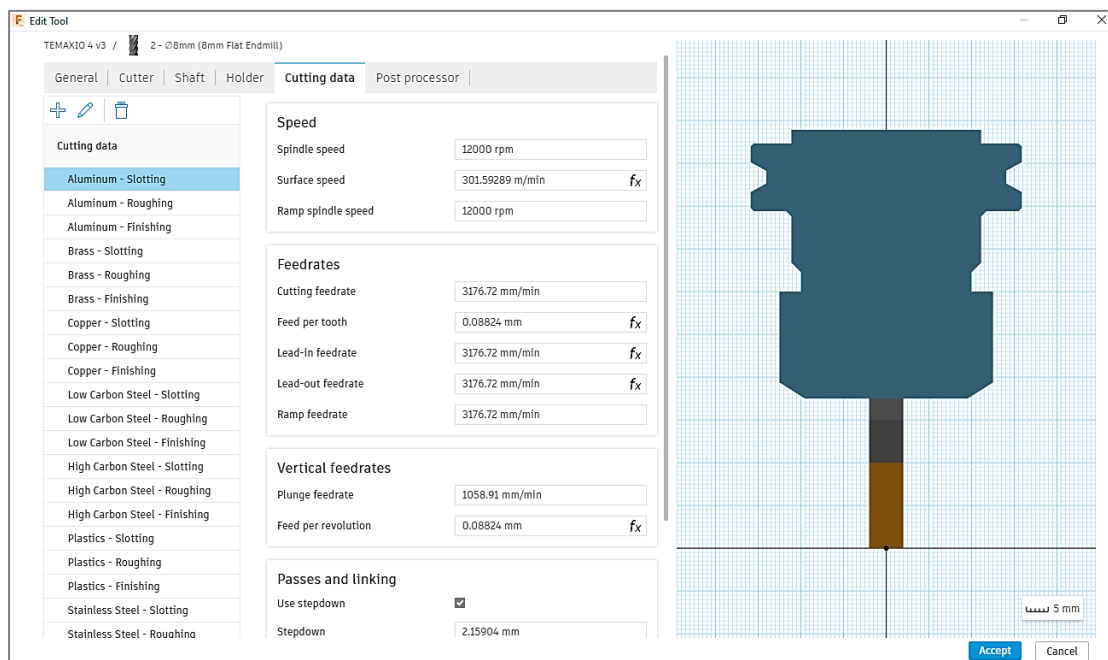 Edit Tool
TEMAXIO 4 v3 / 2 - Ø8mm (8mm Flat Endmill)
General Cutter Shaft Holder Cutting data Post processor
Cutting data
Aluminum - Slotting
Aluminum - Roughing
Aluminum - Finishing
Brass - Slotting
Brass - Roughing
Brass - Finishing
Copper - Slotting
Copper - Roughing
Copper - Finishing
Low Carbon Steel - Slotting
Low Carbon Steel - Roughing
Low Carbon Steel - Finishing
High Carbon Steel - Slotting
High Carbon Steel - Roughing
High Carbon Steel - Finishing
Plastics - Slotting
Plastics - Roughing
Plastics - Finishing
Stainless Steel - Slotting
Stainless Steel - Roughing
Speed
Spindle speed 12000 rpm
Surface speed 301.59289 m/min fx
Ramp spindle speed 12000 rpm
Feedrates
Cutting feedrate 3176.72 mm/min
Feed per tooth 0.08824 mm fx
Lead-in feedrate 3176.72 mm/min fx
Lead-out feedrate 3176.72 mm/min fx
Ramp feedrate 3176.72 mm/min
Vertical feedrates
Plunge feedrate 1058.91 mm/min
Feed per revolution 0.08824 mm fx
Passes and linking
Use stepdown
Stepdown 2.15904 mm
5 mm
Accept Cancel